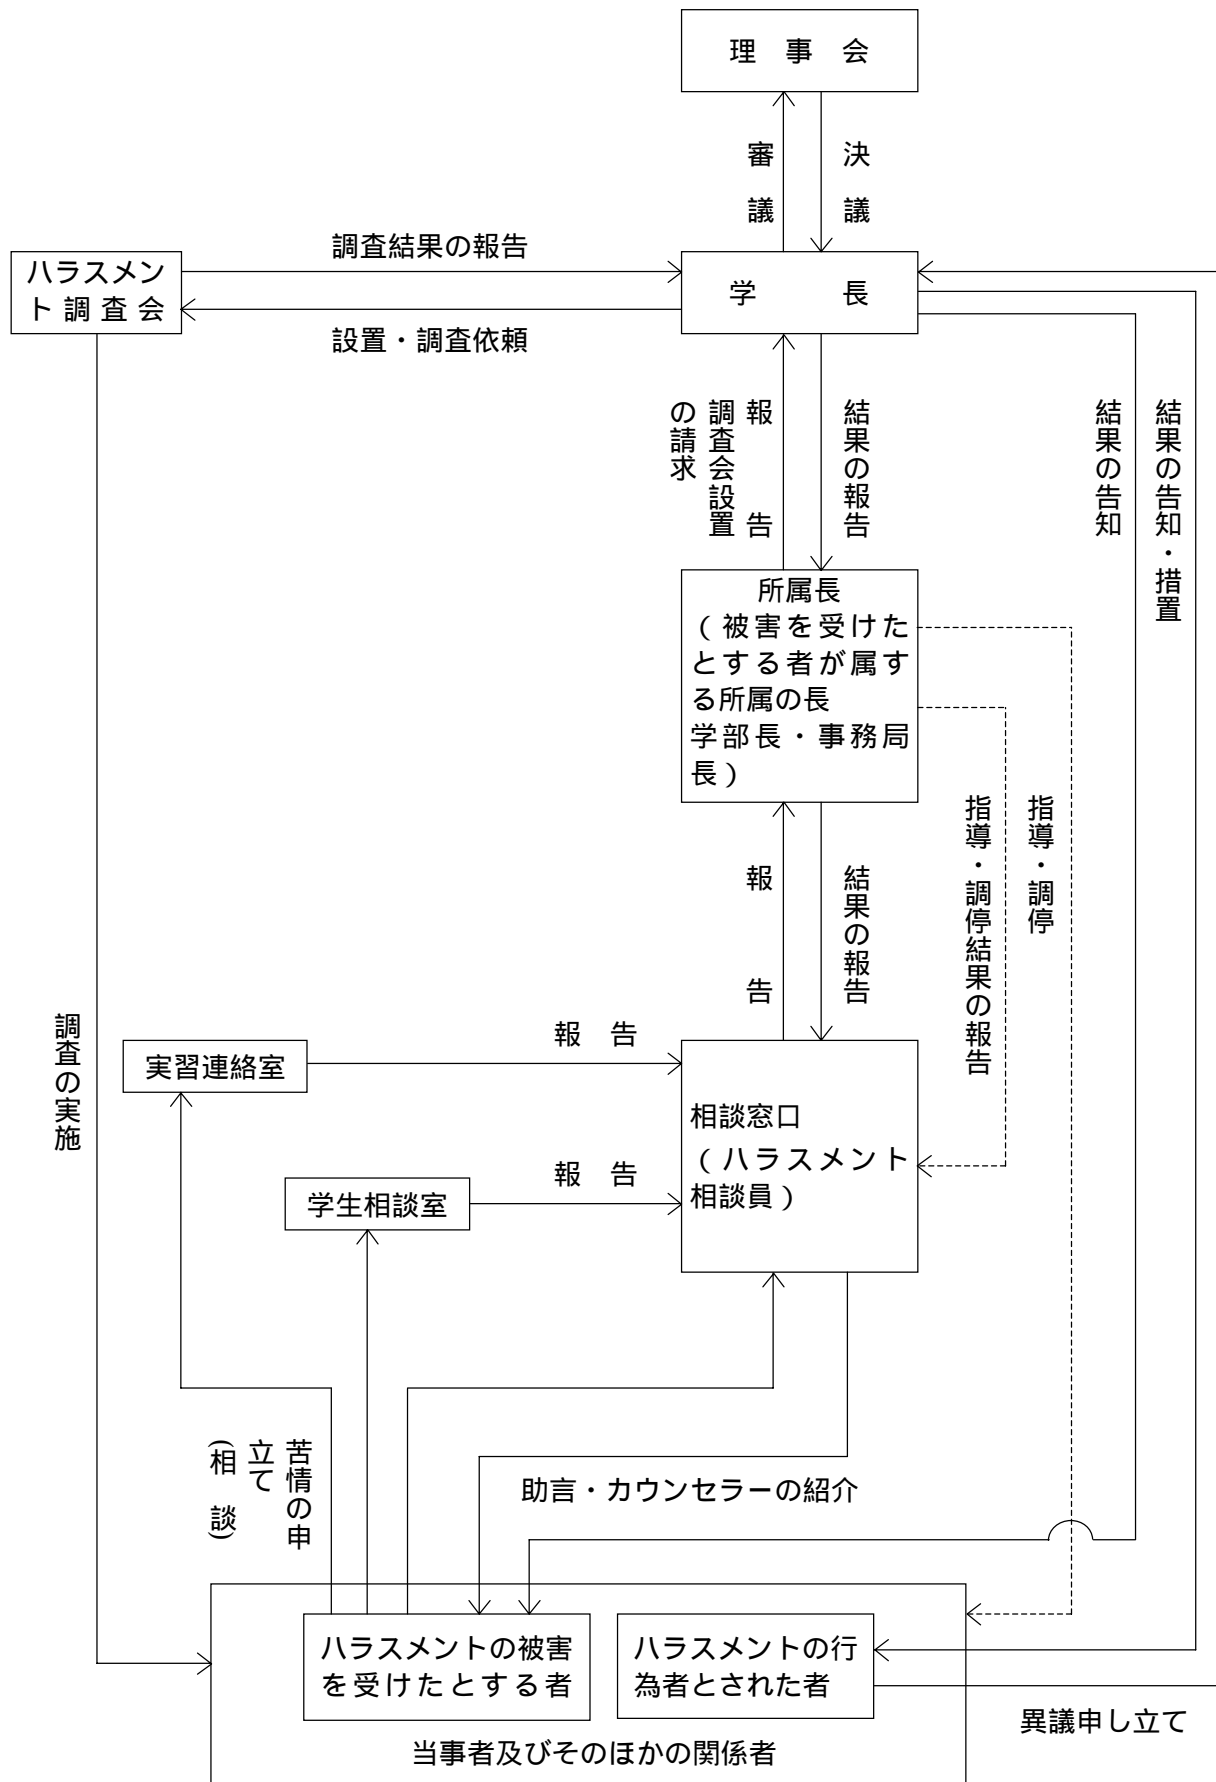 理事会
審議
決議
調査結果の報告
ハラスメン
ト調査会
学長
設置・調査依頼
報告
調査会設置
の請求
結果の報告
結果の告知
結果の告知・措置
所属長
(被害を受けた
とする者が属す
る所属の長
学部長・事務局
長)
指導・調停結果の報告
指導・調停
報告
結果の報告
調査の実施
実習連絡室
報告
相談窓口
(ハラスメント
相談員)
学生相談室
報告
苦情の申
立て
(相談)
助言・カウンセラーの紹介
ハラスメントの被害
を受けたとする者
ハラスメントの行
為者とされた者
異議申し立て
当事者及びそのほかの関係者